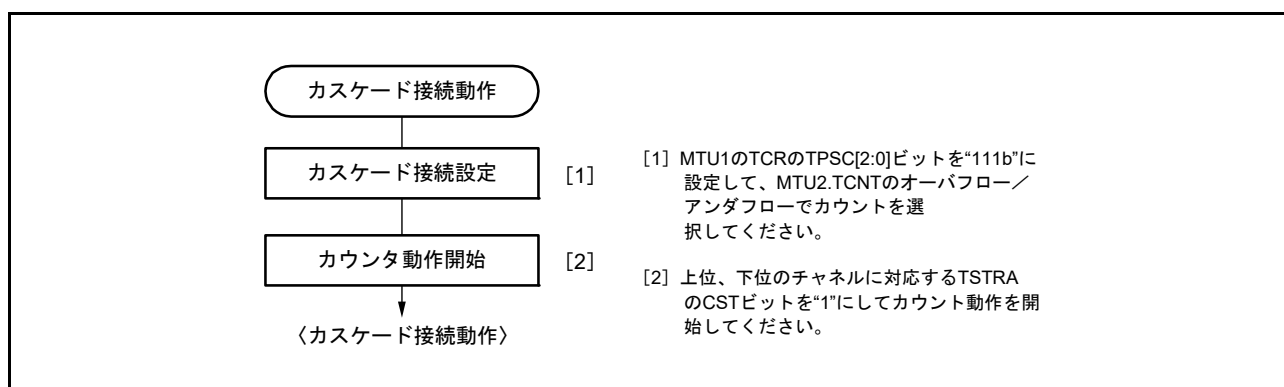 カスケード接続動作
カスケード接続設定
[1]
カウンタ動作開始
[2]
〈カスケード接続動作〉
[1] MTU1のTCRのTPSC[2:0]ビットを“111b”に
設定して、MTU2.TCNTのオーバフロー／
アンダフローでカウントを選
択してください。
[2] 上位、下位のチャネルに対応するTSTRA
のCSTビットを“1”にしてカウント動作を開
始してください。